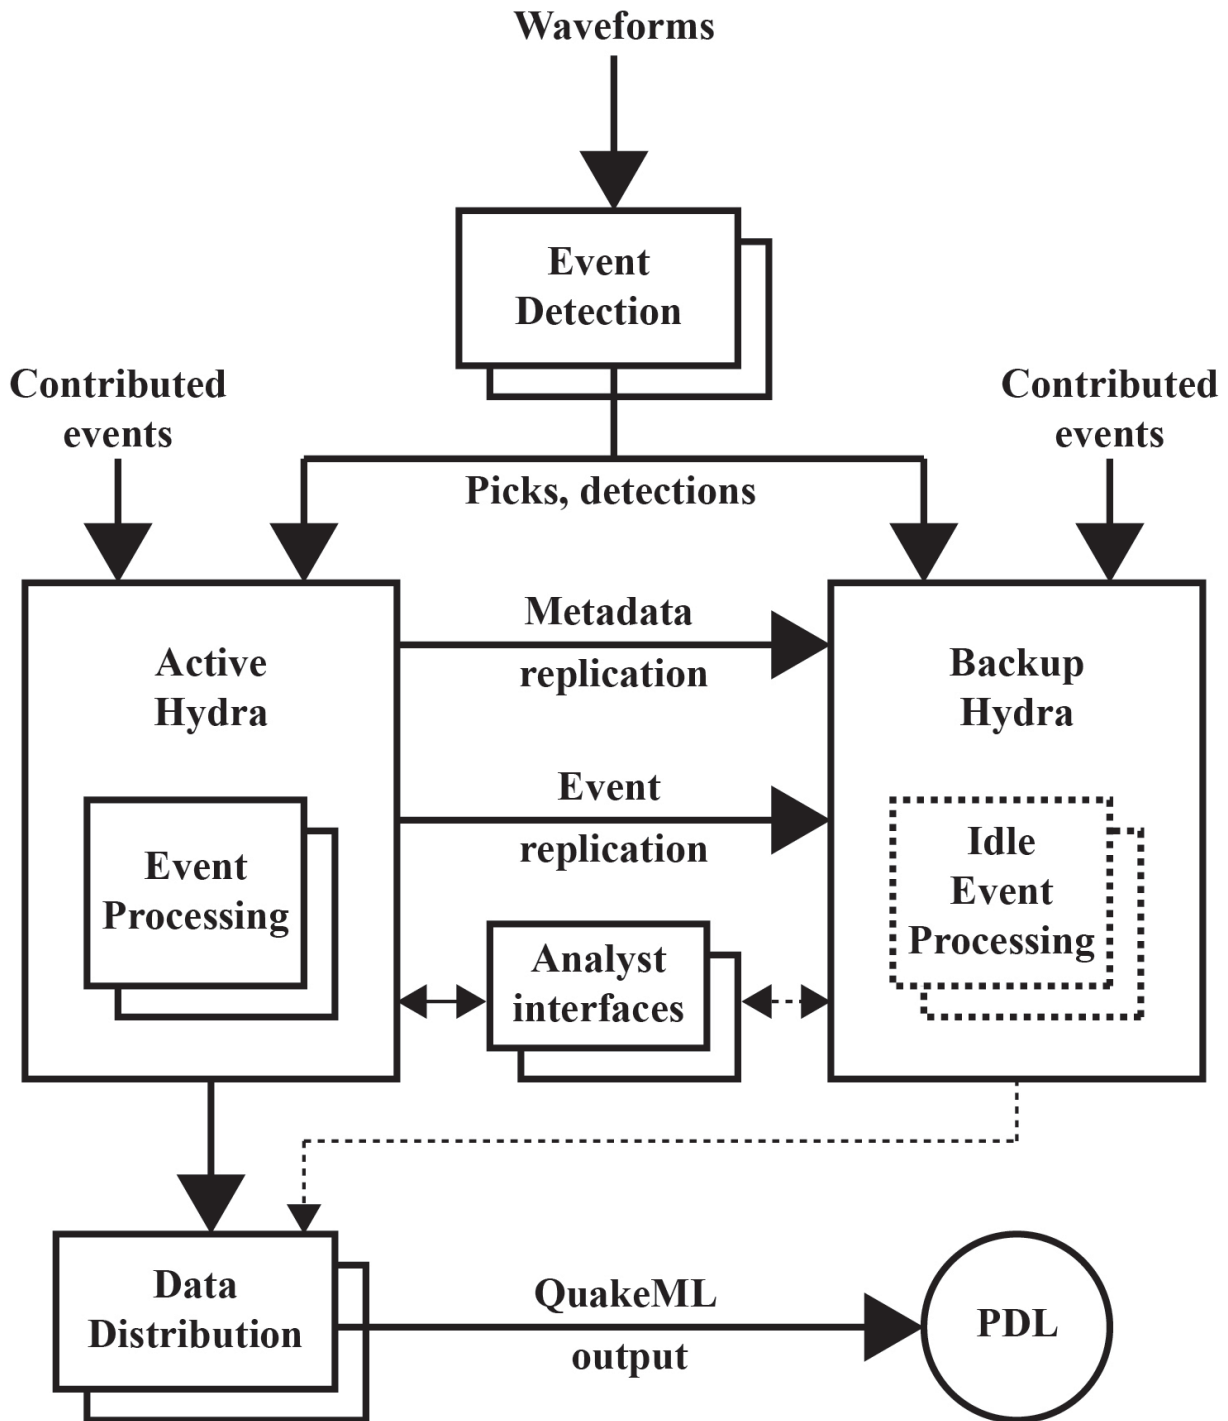 Waveforms
Event
Detection
Contributed
events
Contributed
events
Picks, detections
Active
Hydra
Metadata
replication
Backup
Hydra
Event
replication
Event
Processing
Idle
Event
Processing
Analyst
interfaces
Data
Distribution
QuakeML
output
PDL